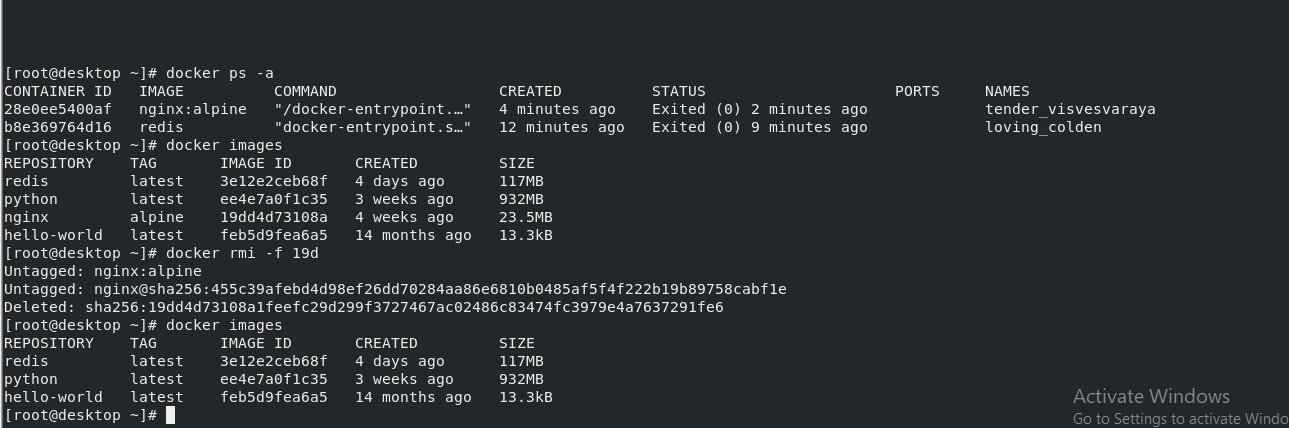 [root@desktop ~]# docker ps -a
CONTAINER ID   IMAGE          COMMAND                  CREATED          STATUS                     PORTS     NAMES
28e0ee5400af   nginx:alpine   "/docker-entrypoint.…"   4 minutes ago    Exited (0) 2 minutes ago             tender_visvesvaraya
b8e369764d16   redis          "docker-entrypoint.s…"   12 minutes ago   Exited (0) 9 minutes ago             loving_colden
[root@desktop ~]# docker images
REPOSITORY    TAG       IMAGE ID       CREATED         SIZE
redis         latest    3e12e2ceb68f   4 days ago      117MB
python        latest    ee4e7a0f1c35   3 weeks ago     932MB
nginx         alpine    19dd4d73108a   4 weeks ago     23.5MB
hello-world   latest    feb5d9fea6a5   14 months ago   13.3kB
[root@desktop ~]# docker rmi -f 19d
Untagged: nginx:alpine
Untagged: nginx@sha256:455c39afebd4d98ef26dd70284aa86e6810b0485af5f4f222b19b89758cabf1e
Deleted: sha256:19dd4d73108a1feefc29d299f3727467ac02486c83474fc3979e4a7637291fe6
[root@desktop ~]# docker images
REPOSITORY    TAG       IMAGE ID       CREATED         SIZE
redis         latest    3e12e2ceb68f   4 days ago      117MB
python        latest    ee4e7a0f1c35   3 weeks ago     932MB
hello-world   latest    feb5d9fea6a5   14 months ago   13.3kB
[root@desktop ~]#
Activate Windows
Go to Settings to activate Windo